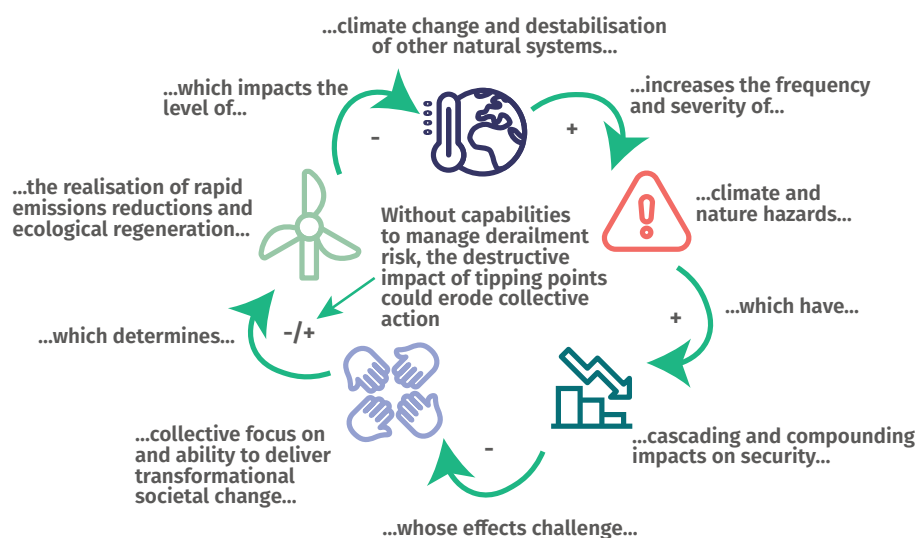 ...climate change and destabilisation
of other natural systems...
...increases the frequency
and severity of...
+
...climate and
nature hazards...
...which have...
+
...cascading and compounding
impacts on security...
...whose effects challenge...
-
...collective focus on
and ability to deliver
transformational
societal change...
...which determines...
-/+
Without capabilities
to manage derailment
risk, the destructive
impact of tipping points
could erode collective
action
...the realisation of rapid
emissions reductions and
ecological regeneration...
...which impacts the
level of...
-